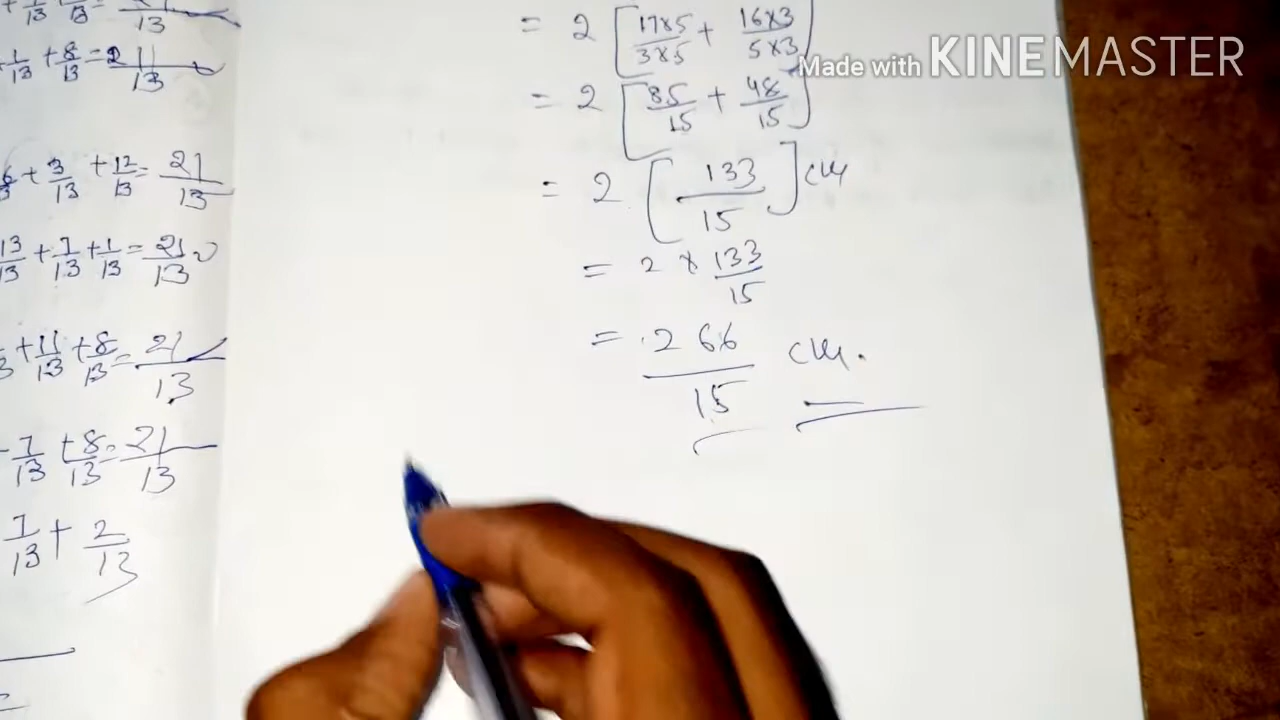 + 1/13 + 8/13 = 21/13
6/13 + 3/13 + 12/13 = 21/13
13/13 + 7/13 + 1/13 = 21/13
+ 11/13 + 8/13 = 21/13
+ 7/13 + 8/13 = 21/13
7/13 + 2/13
= 2 [17×5/3×5 + 16×3/5×3]
= 2 [85/15 + 48/15]
= 2 [133/15] cm
= 2 × 133/15
= 266/15 cm.
Made with KINEMASTER